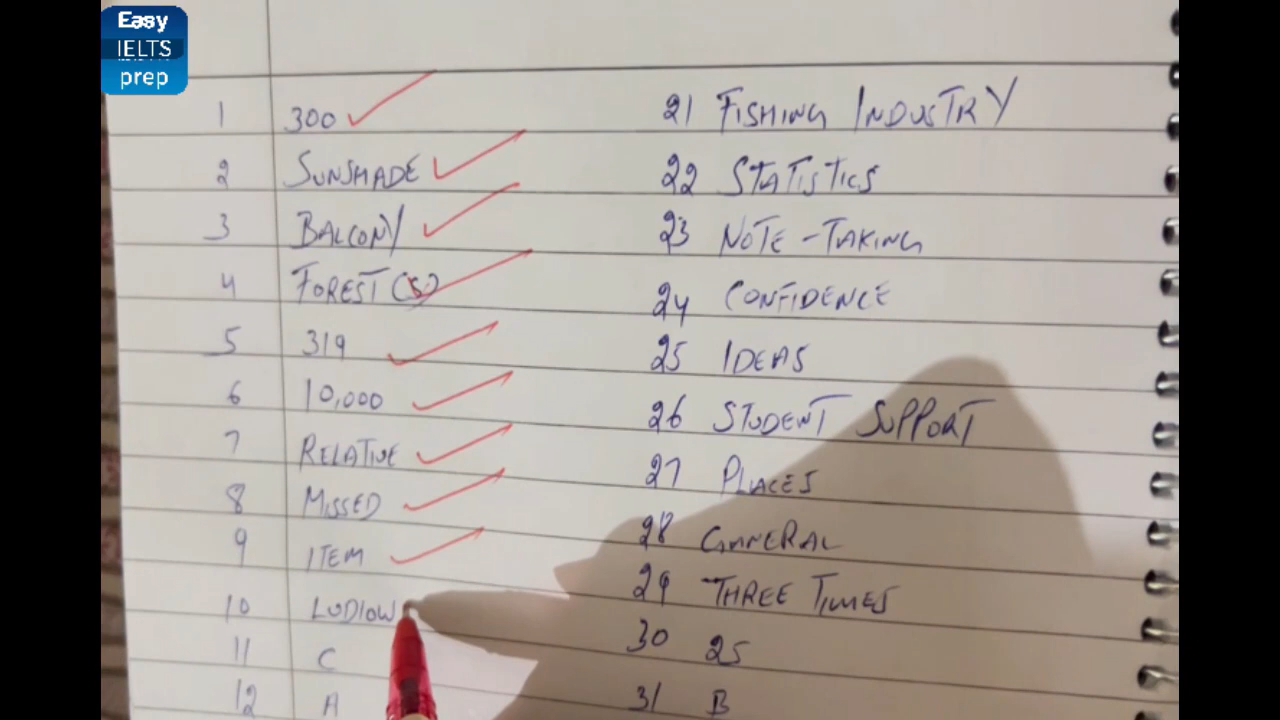 Easy
IELTS
prep
1 300
2 SUNSHADE
3 BALCONY
4 FOREST(S)
5 319
6 10,000
7 RELATIVE
8 MISSED
9 ITEM
10 LUDLOW
11 C
12 A
21 FISHING INDUSTRY
22 STATISTICS
23 NOTE-TAKING
24 CONFIDENCE
25 IDEAS
26 STUDENT SUPPORT
27 PLACES
28 GENERAL
29 THREE TIMES
30 25
31 B